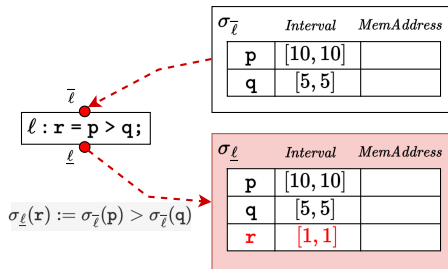 σ_ℓ̅ Interval MemAddress
p [10, 10]
q [5, 5]
ℓ̅
ℓ : r = p > q;
ℓ̲
σ_ℓ̲(r) := σ_ℓ̅(p) > σ_ℓ̅(q)
σ_ℓ̲ Interval MemAddress
p [10, 10]
q [5, 5]
r [1, 1]